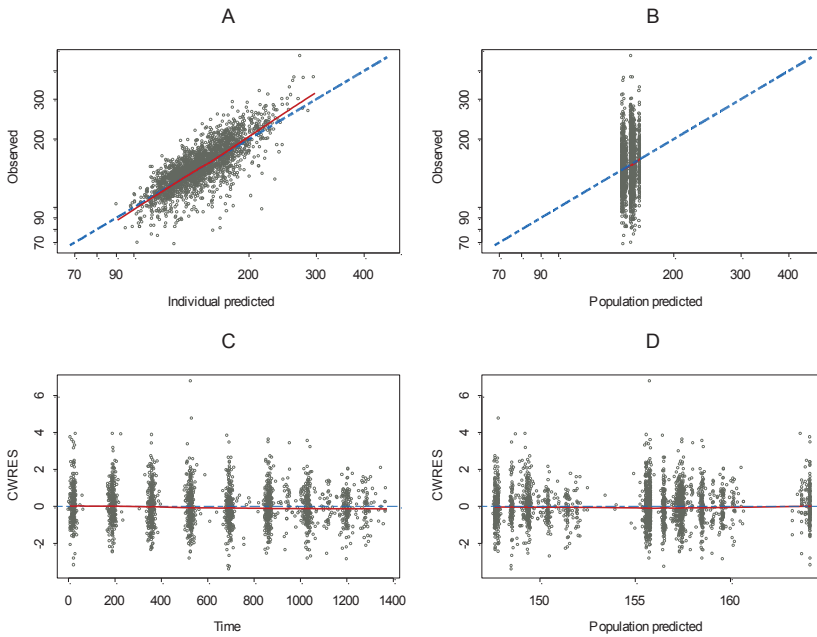 A
Observed
300
200
90
70
70 90 200 300 400
Individual predicted
B
Observed
300
200
90
70
70 90 200 300 400
Population predicted
C
CWRES
6
4
2
0
-2
0 200 400 600 800 1000 1200 1400
Time
D
CWRES
6
4
2
0
-2
150 155 160
Population predicted